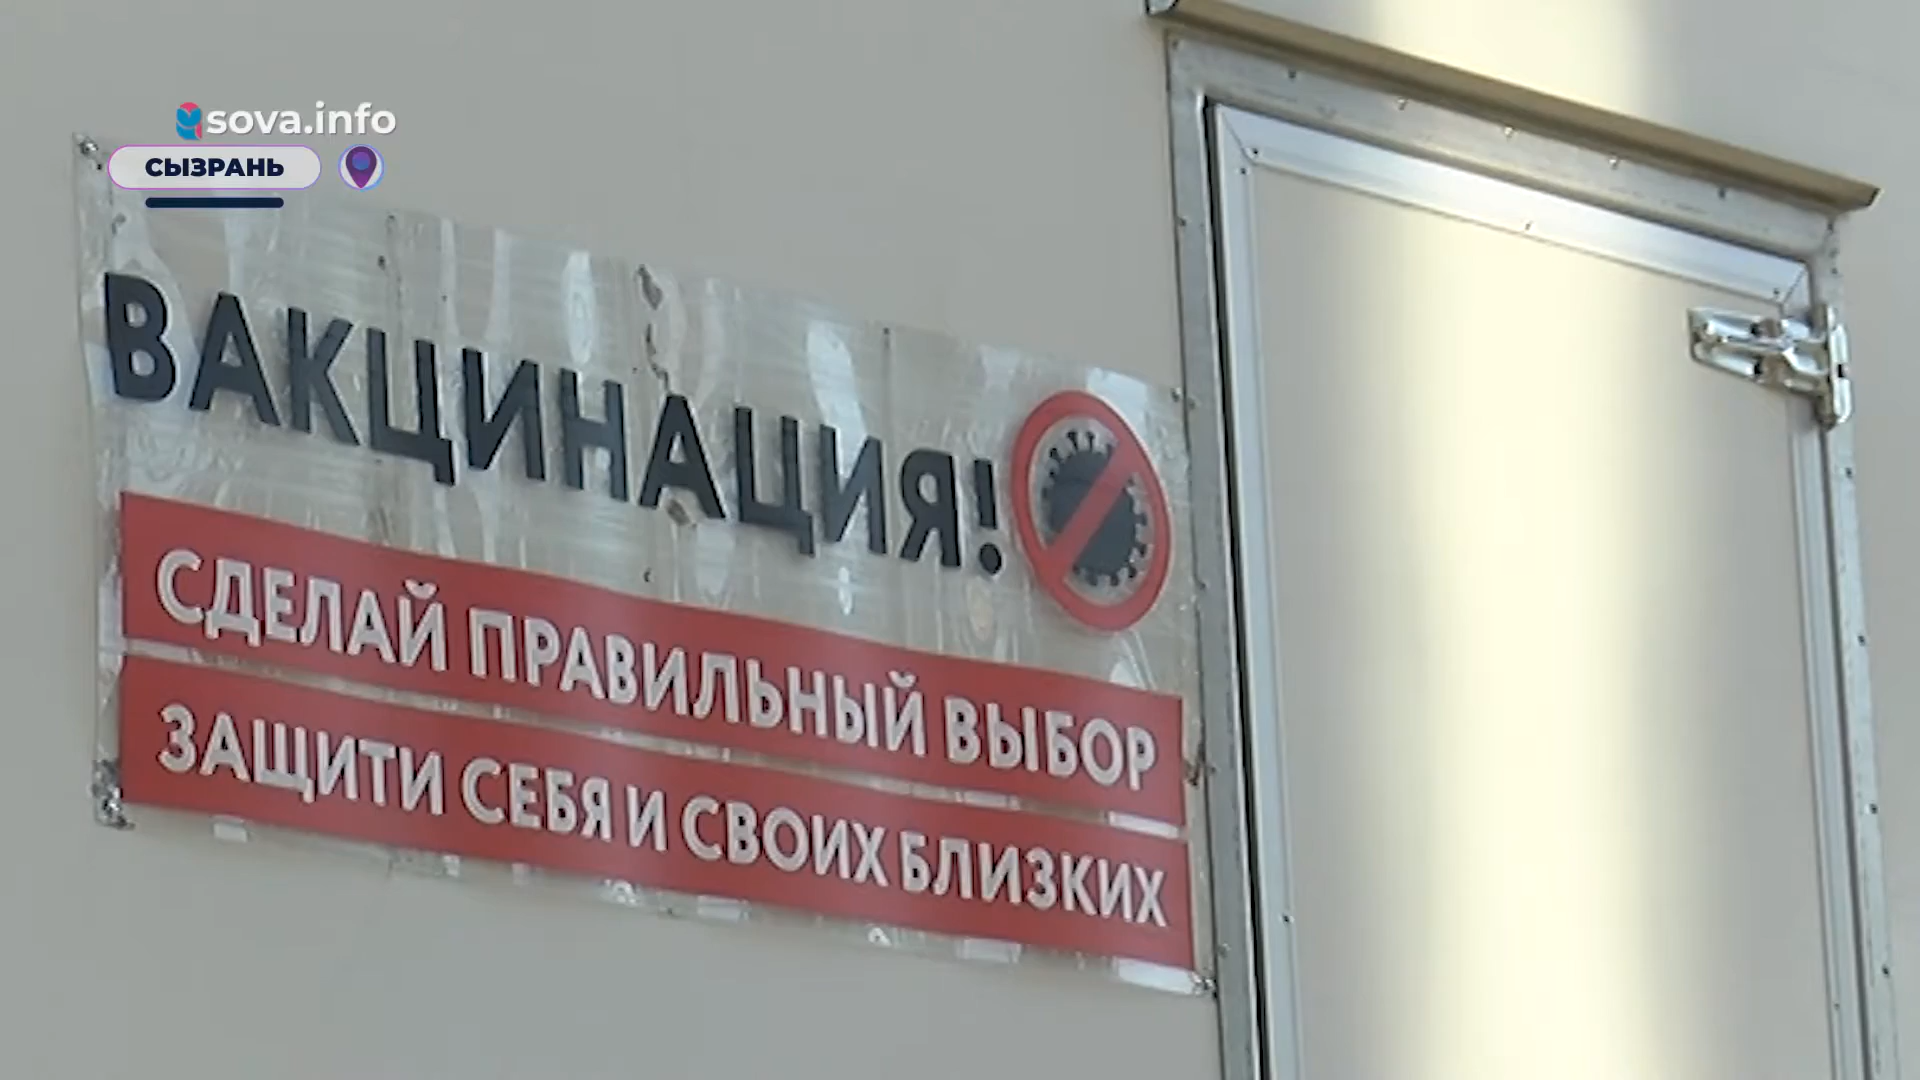 sova.info
СЫЗРАНЬ
ВАКЦИНАЦИЯ!
СДЕЛАЙ ПРАВИЛЬНЫЙ ВЫБОР
ЗАЩИТИ СЕБЯ И СВОИХ БЛИЗКИХ